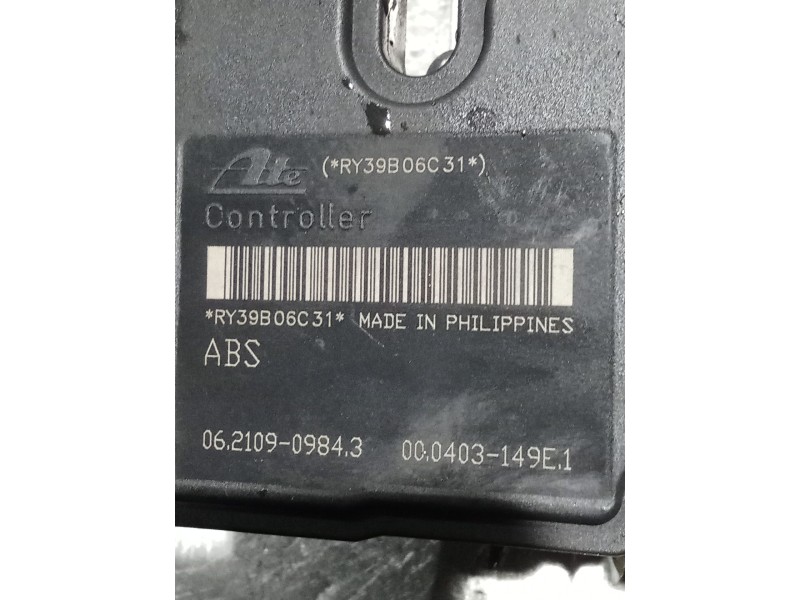 Ate (*RY39B06C31*)
Controller
*RY39B06C31* MADE IN PHILIPPINES
ABS
06.2109-0984.3 00.0403-149E.1